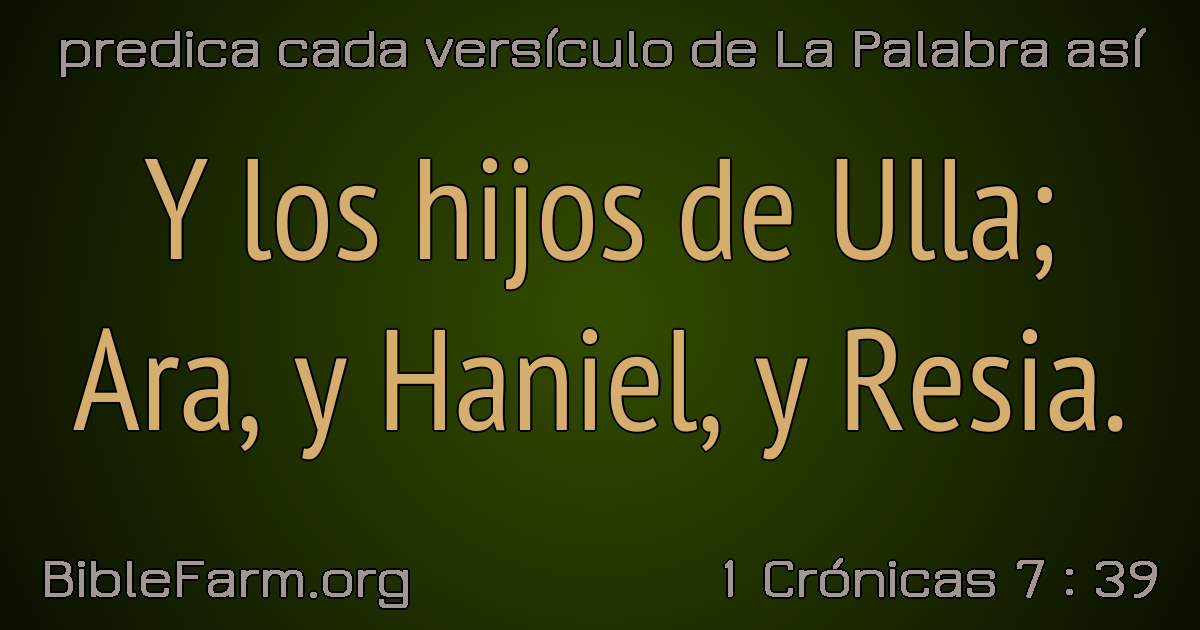 predica cada versículo de La Palabra así
Y los hijos de Ulla;
Ara, y Haniel, y Resia.
BibleFarm.org
1 Crónicas 7 : 39